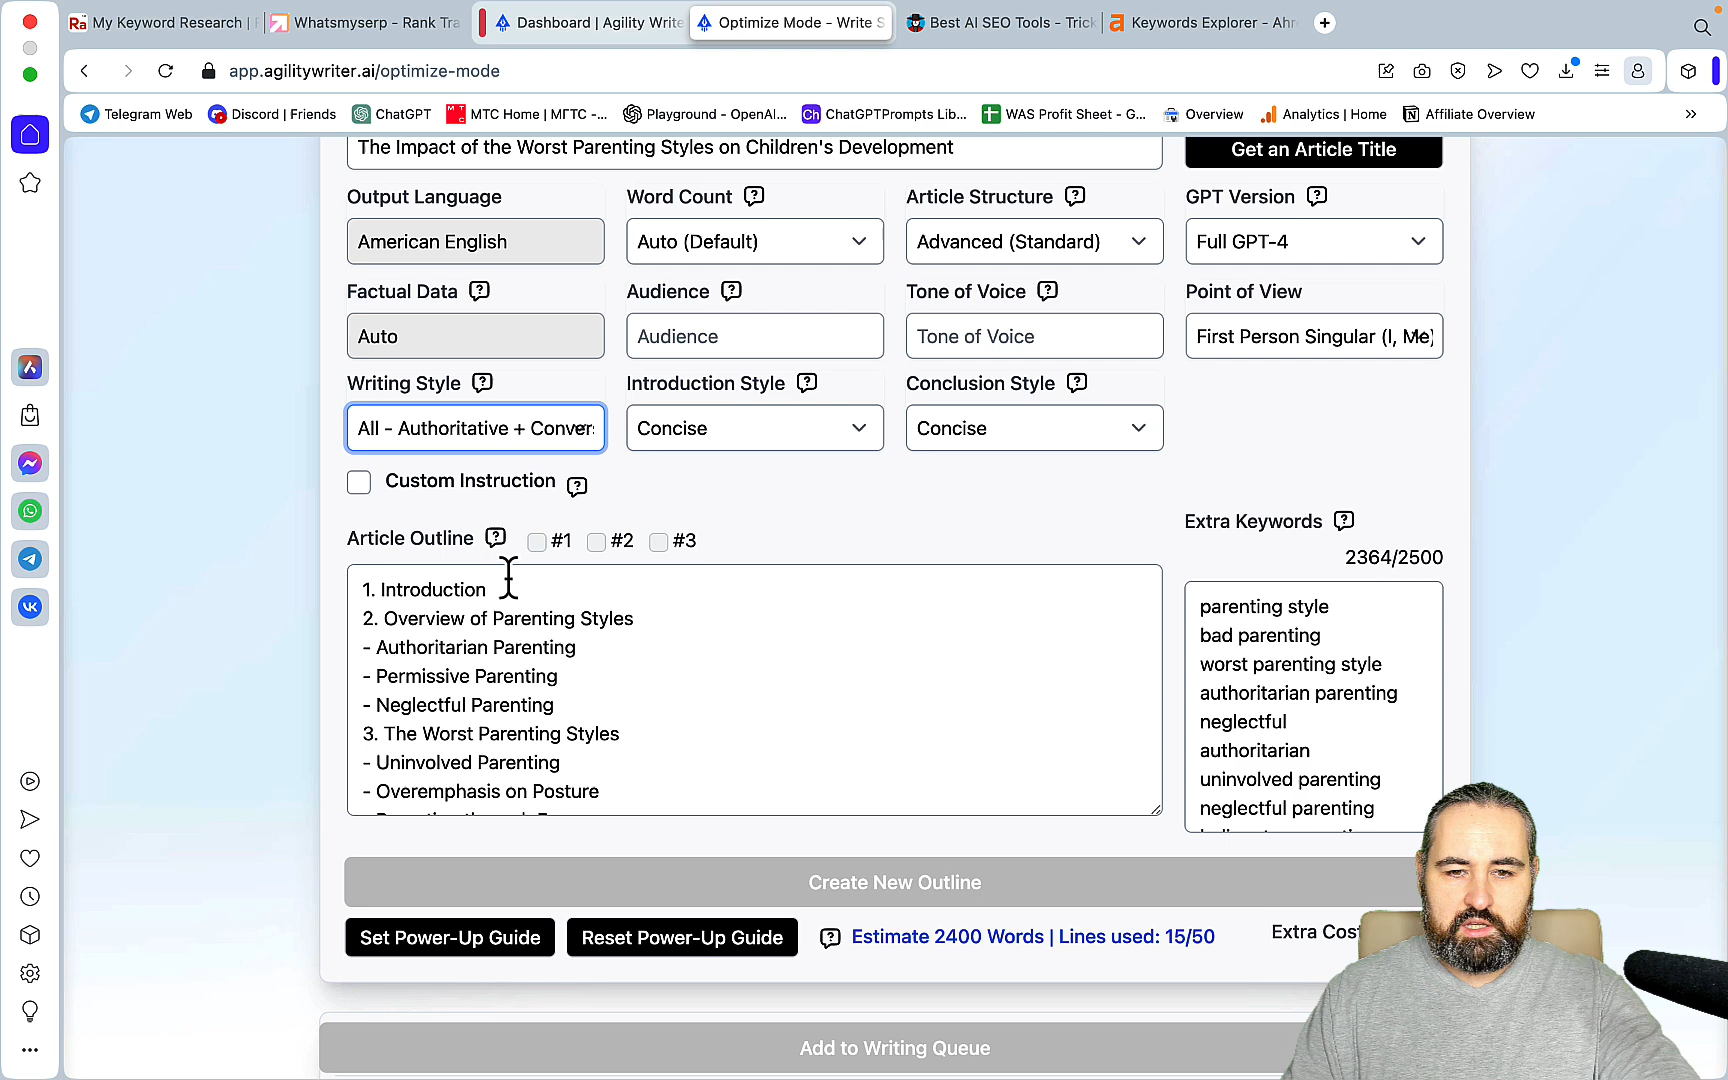 My Keyword Research |
Whatsmyserp - Rank Tra
Dashboard | Agility Write
Optimize Mode - Write S
Best AI SEO Tools - Trick
Keywords Explorer - Ahr
app.agilitywriter.ai/optimize-mode
Telegram Web
Discord | Friends
ChatGPT
МТС Home | МГТС -...
Playground - OpenAI...
ChatGPTPrompts Lib...
WAS Profit Sheet - G...
Overview
Analytics | Home
Affiliate Overview
The Impact of the Worst Parenting Styles on Children's Development
Get an Article Title
Output Language
Word Count
Article Structure
GPT Version
American English
Auto (Default)
Advanced (Standard)
Full GPT-4
Factual Data
Audience
Tone of Voice
Point of View
Auto
Audience
Tone of Voice
First Person Singular (I, Me)
Writing Style
Introduction Style
Conclusion Style
All - Authoritative + Conver
Concise
Concise
Custom Instruction
Article Outline
#1
#2
#3
Extra Keywords
2364/2500
1. Introduction
2. Overview of Parenting Styles
- Authoritarian Parenting
- Permissive Parenting
- Neglectful Parenting
3. The Worst Parenting Styles
- Uninvolved Parenting
- Overemphasis on Posture
parenting style
bad parenting
worst parenting style
authoritarian parenting
neglectful
authoritarian
uninvolved parenting
neglectful parenting
Create New Outline
Set Power-Up Guide
Reset Power-Up Guide
Estimate 2400 Words | Lines used: 15/50
Extra Cost
Add to Writing Queue